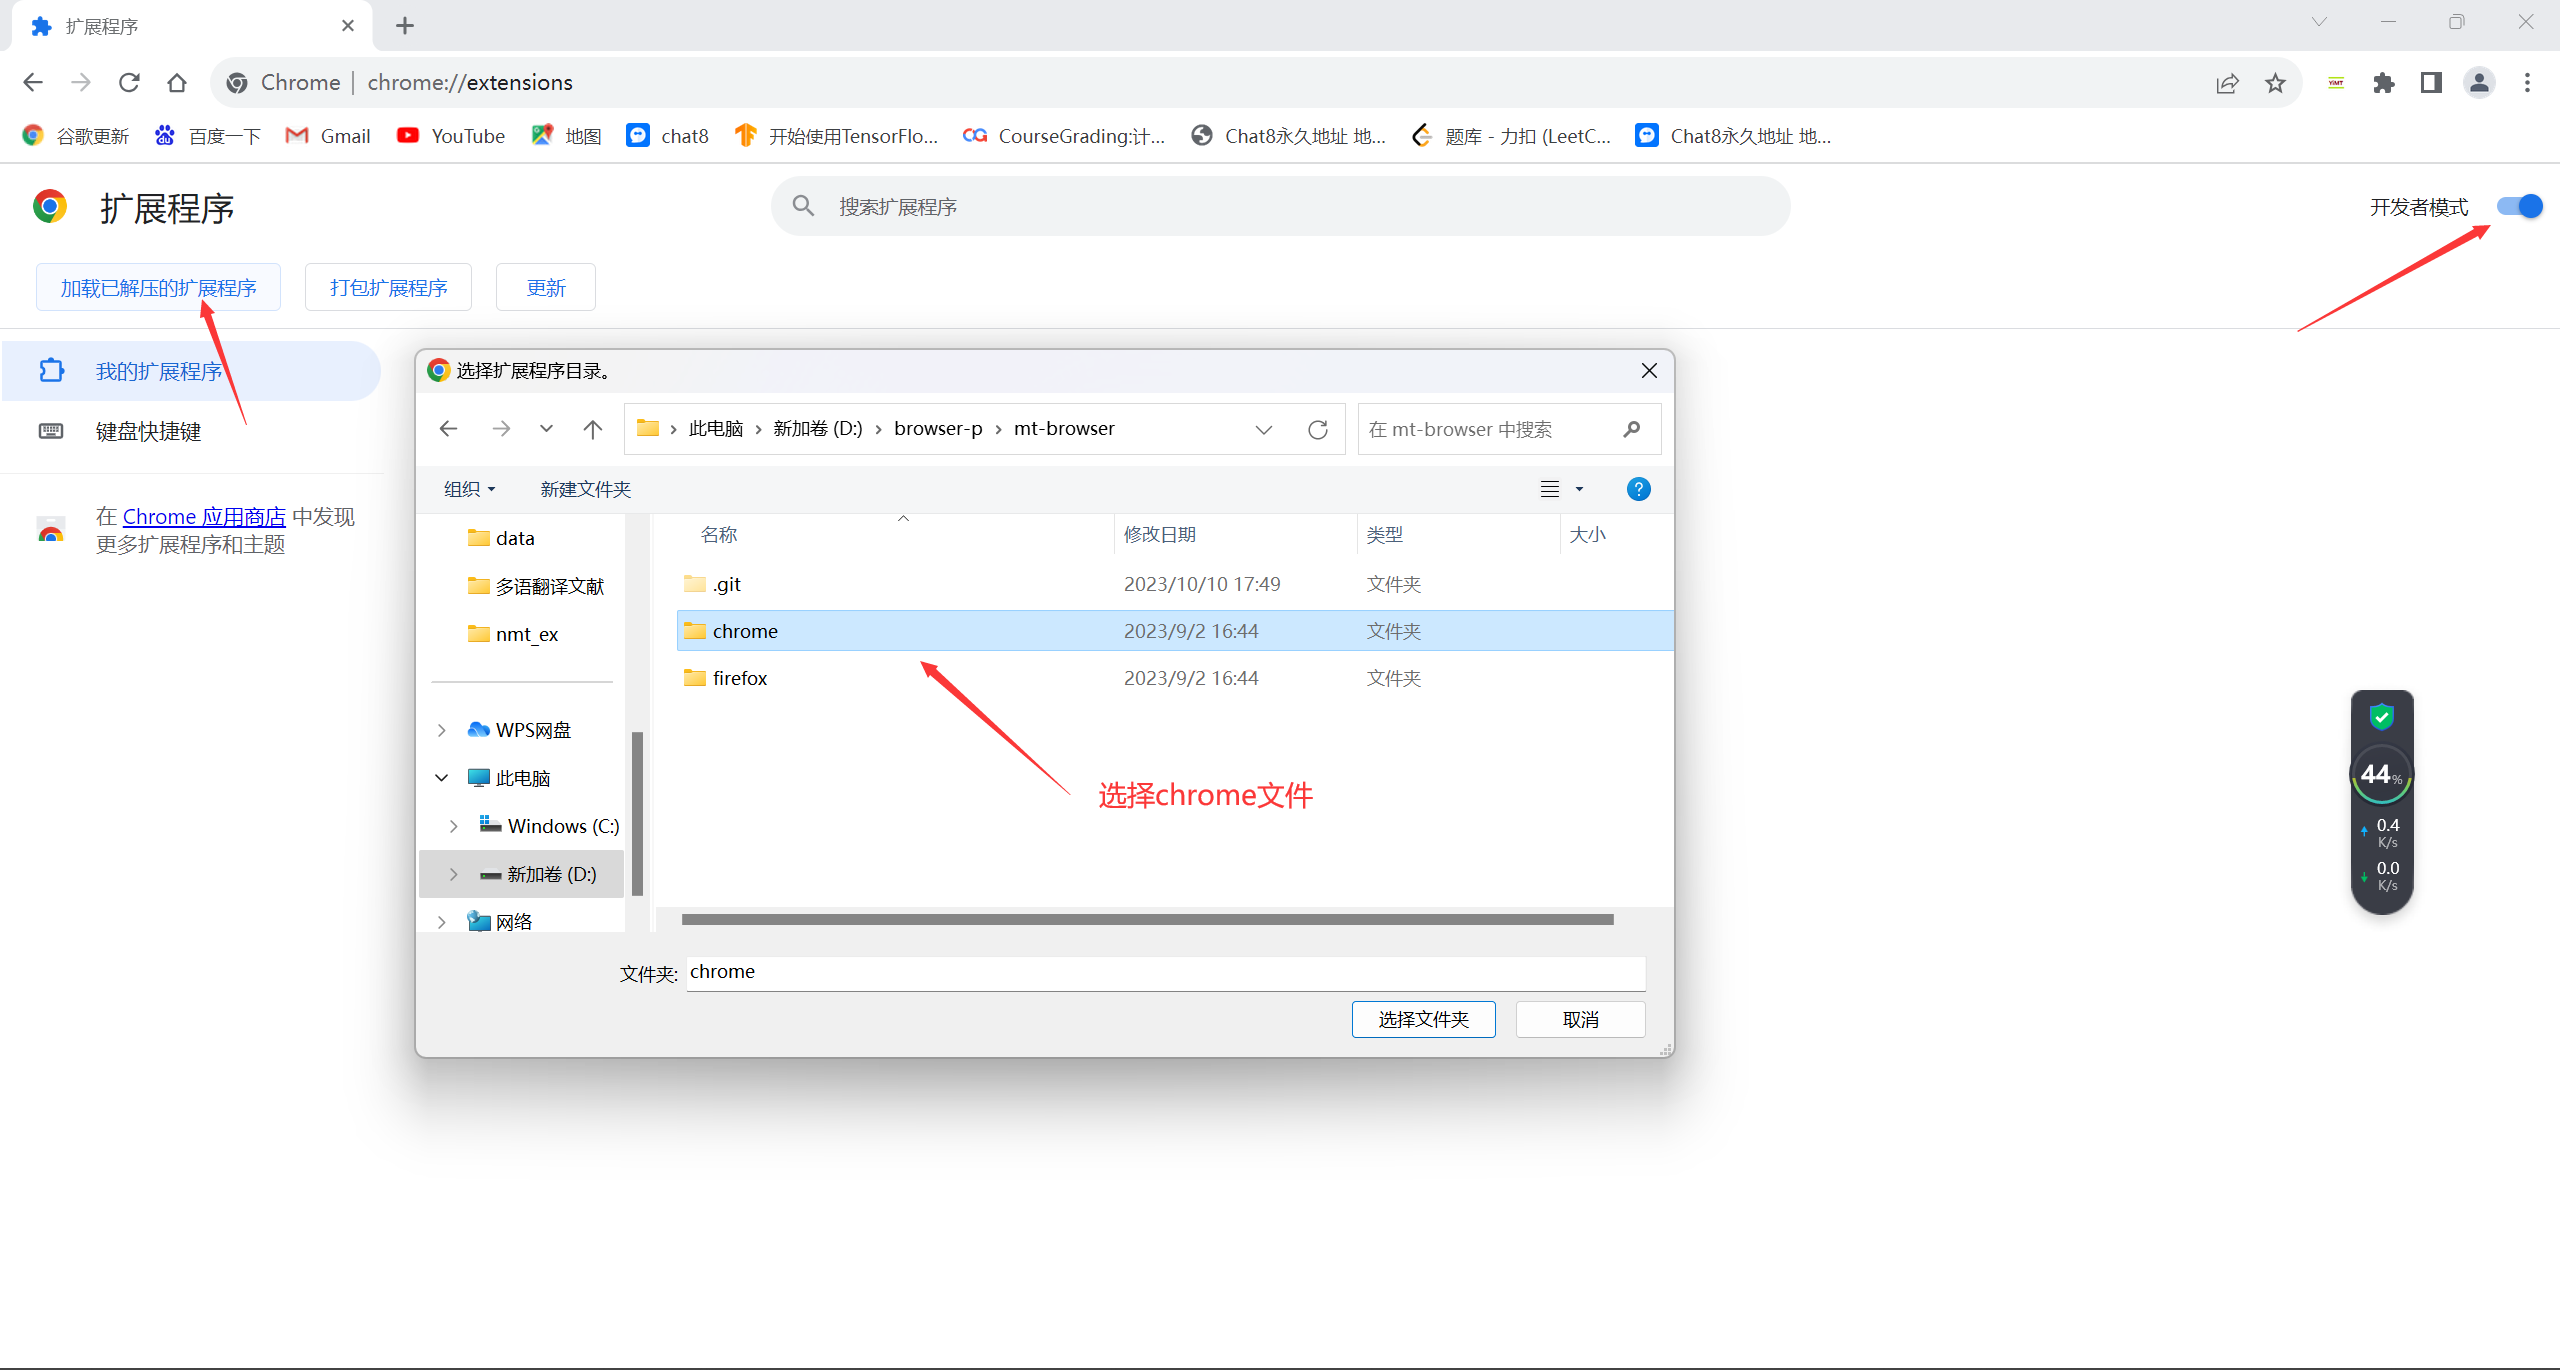 扩展程序
Chrome | chrome://extensions
YiMT
谷歌更新 百度一下 Gmail YouTube 地图 chat8 开始使用TensorFlo... CourseGrading:计... Chat8永久地址 地... 题库 - 力扣 (LeetC... Chat8永久地址 地...
扩展程序
搜索扩展程序
开发者模式
加载已解压的扩展程序 打包扩展程序 更新
我的扩展程序
键盘快捷键
在 Chrome 应用商店 中发现
更多扩展程序和主题
选择扩展程序目录。
此电脑 › 新加卷 (D:) › browser-p › mt-browser
在 mt-browser 中搜索
组织 新建文件夹
data
多语翻译文献
nmt_ex
WPS网盘
此电脑
Windows (C:)
新加卷 (D:)
网络
名称 修改日期 类型 大小
.git 2023/10/10 17:49 文件夹
chrome 2023/9/2 16:44 文件夹
firefox 2023/9/2 16:44 文件夹
选择chrome文件
文件夹: chrome
选择文件夹 取消
44%
0.4
K/s
0.0
K/s